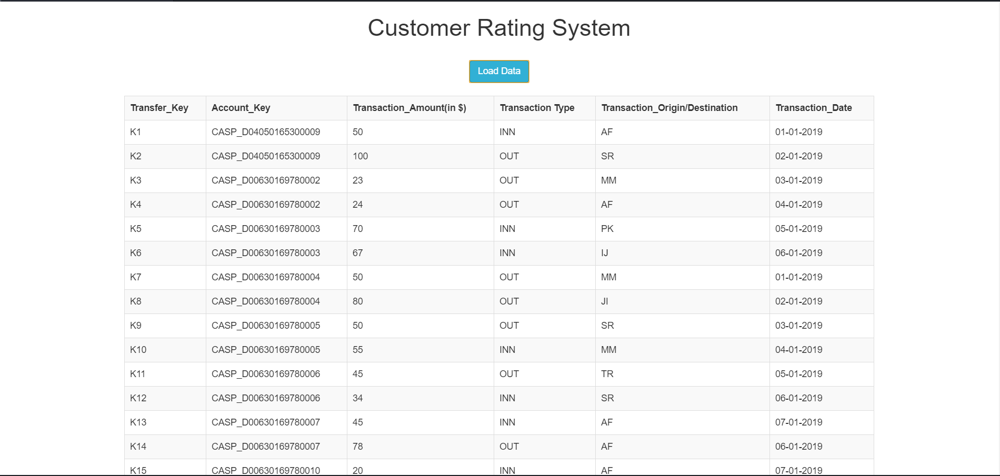 Customer Rating System
Load Data
Transfer_Key Account_Key Transaction_Amount(in $) Transaction Type Transaction_Origin/Destination Transaction_Date
K1 CASP_D04050165300009 50 INN AF 01-01-2019
K2 CASP_D04050165300009 100 OUT SR 02-01-2019
K3 CASP_D00630169780002 23 OUT MM 03-01-2019
K4 CASP_D00630169780002 24 OUT AF 04-01-2019
K5 CASP_D00630169780003 70 INN PK 05-01-2019
K6 CASP_D00630169780003 67 INN IJ 06-01-2019
K7 CASP_D00630169780004 50 OUT MM 01-01-2019
K8 CASP_D00630169780004 80 OUT JI 02-01-2019
K9 CASP_D00630169780005 50 OUT SR 03-01-2019
K10 CASP_D00630169780005 55 INN MM 04-01-2019
K11 CASP_D00630169780006 45 OUT TR 05-01-2019
K12 CASP_D00630169780006 34 INN SR 06-01-2019
K13 CASP_D00630169780007 45 INN AF 07-01-2019
K14 CASP_D00630169780007 78 OUT AF 06-01-2019
K15 CASP_D00630169780010 20 INN AF 07-01-2019